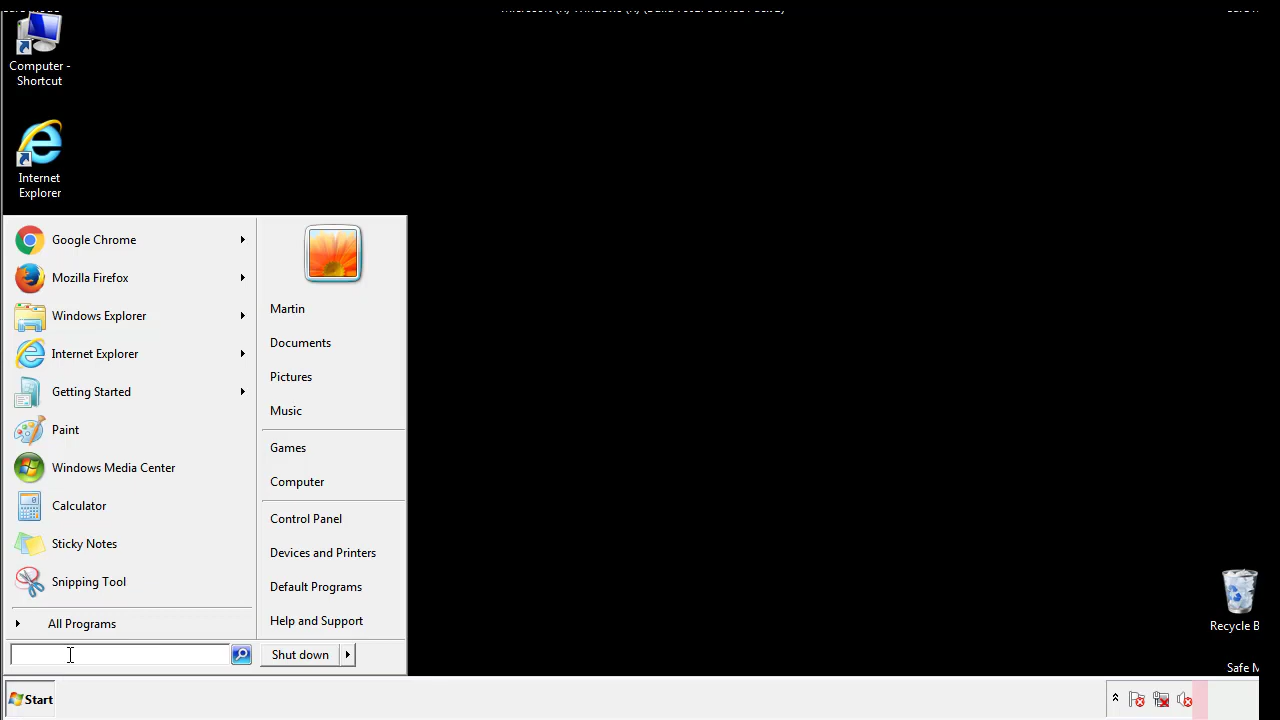 Computer -
Shortcut
Internet
Explorer
Google Chrome
Mozilla Firefox
Windows Explorer
Internet Explorer
Getting Started
Paint
Windows Media Center
Calculator
Sticky Notes
Snipping Tool
All Programs
Martin
Documents
Pictures
Music
Games
Computer
Control Panel
Devices and Printers
Default Programs
Help and Support
Shut down
Recycle B
Safe M
Start